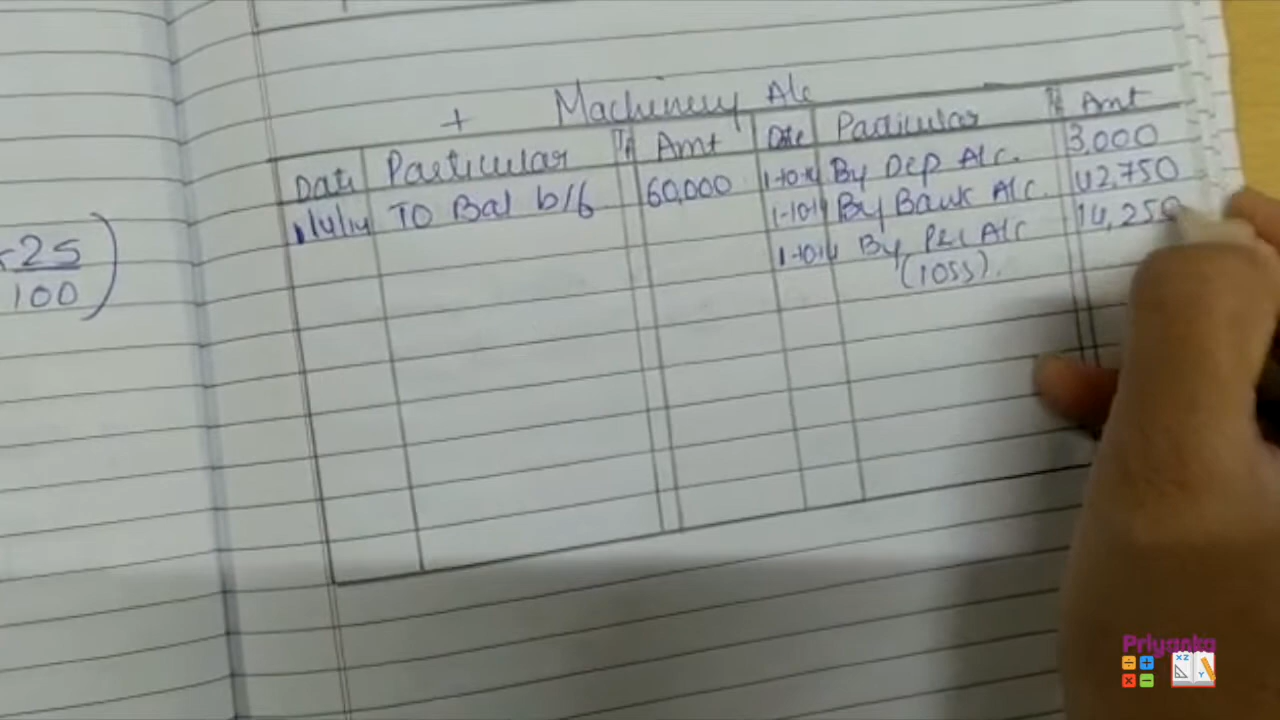 + Machinery A/c
Date Particular Amt Date Particular Amt
1/4/14 TO Bal b/f 60,000 1-10-14 By Dep A/c. 3,000
1-10-14 By Bank A/c. 42,750
1-10-14 By P&L A/c 14,250
(loss).
25
100
Priyanka